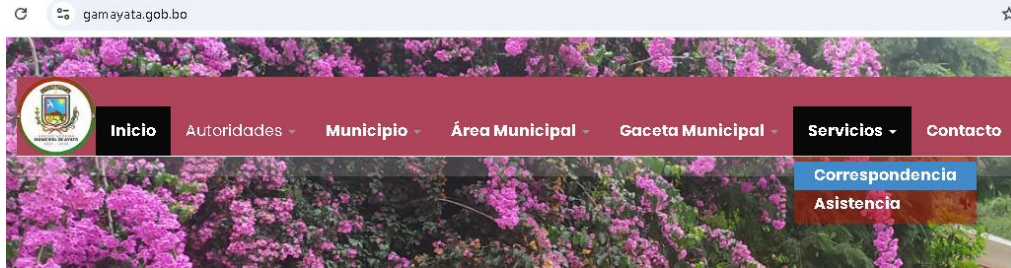 gamayata.gob.bo
Inicio Autoridades Municipio Área Municipal Gaceta Municipal Servicios Contacto
Correspondencia
Asistencia